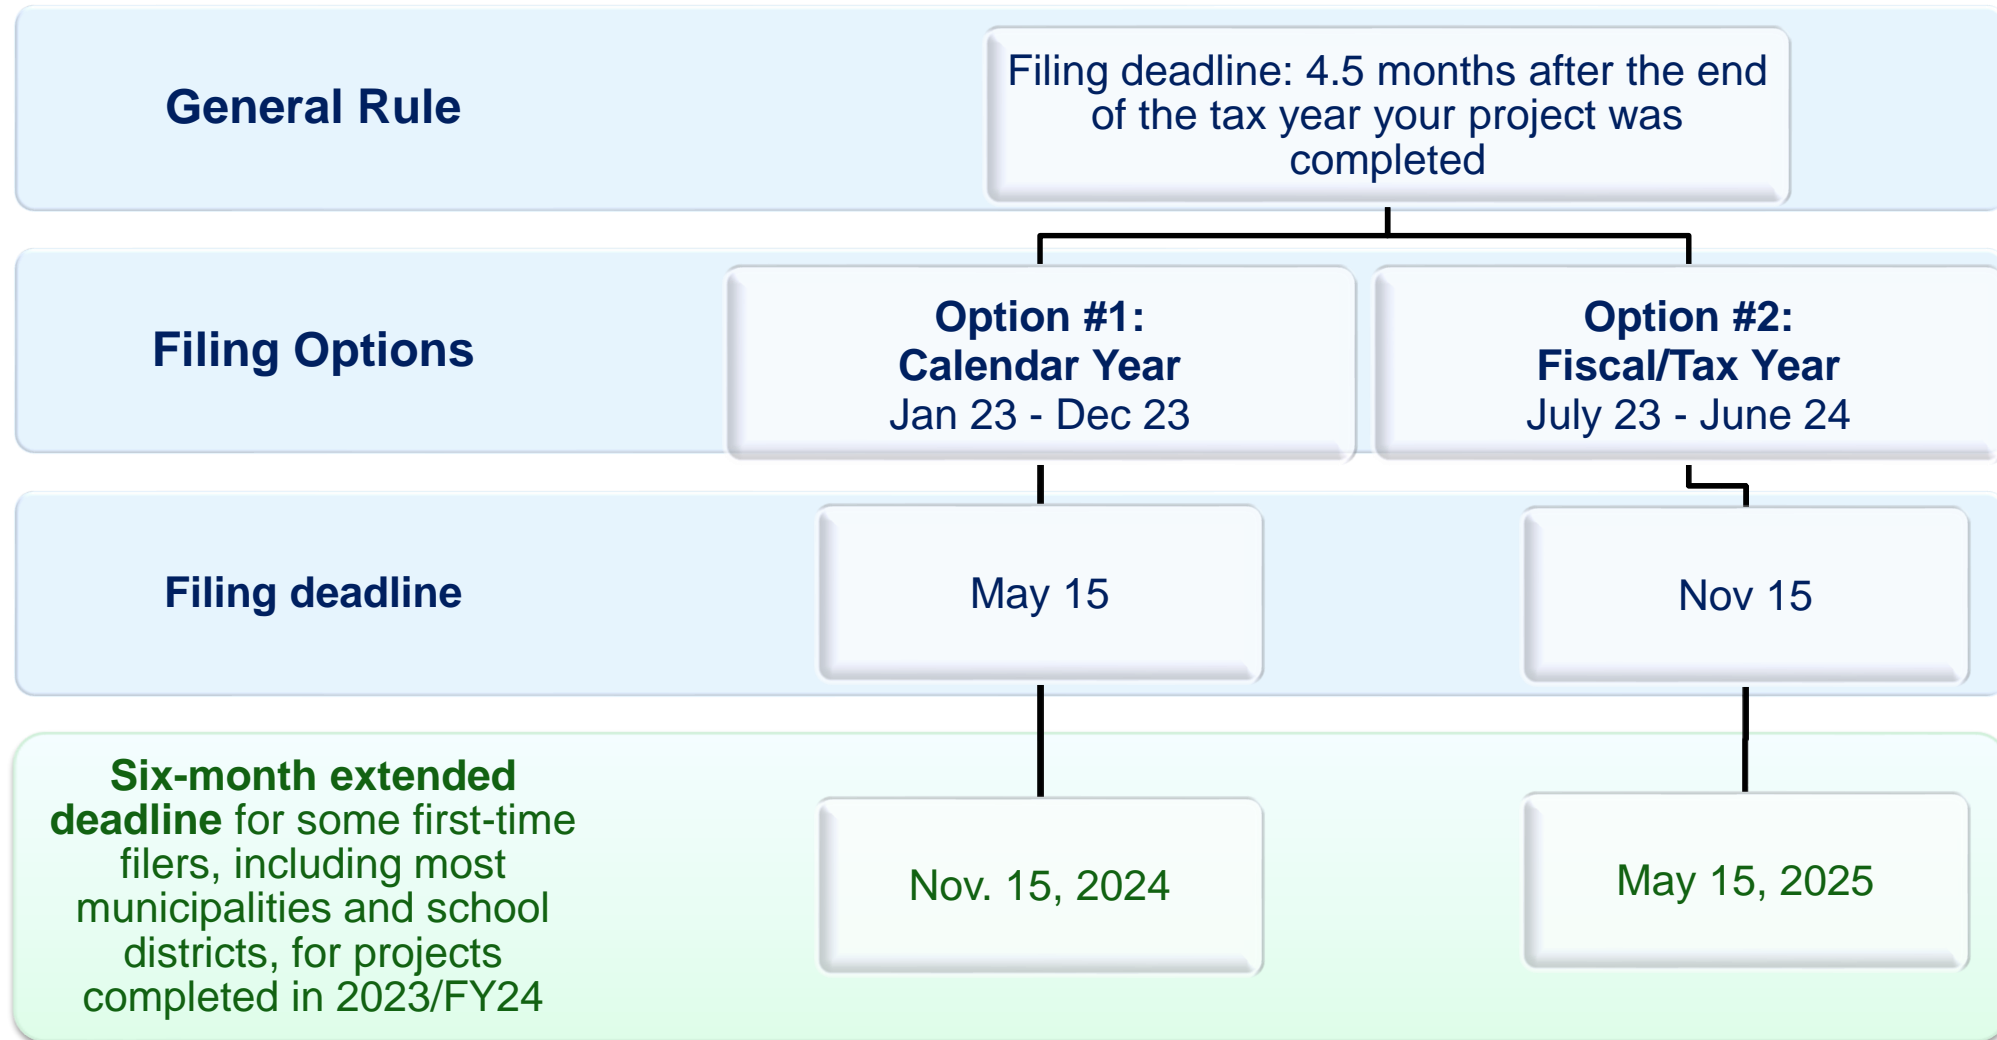 General Rule
Filing deadline: 4.5 months after the end
of the tax year your project was
completed
Filing Options
Option #1:
Calendar Year
Jan 23 - Dec 23
Option #2:
Fiscal/Tax Year
July 23 - June 24
Filing deadline
May 15
Nov 15
Six-month extended
deadline for some first-time
filers, including most
municipalities and school
districts, for projects
completed in 2023/FY24
Nov. 15, 2024
May 15, 2025